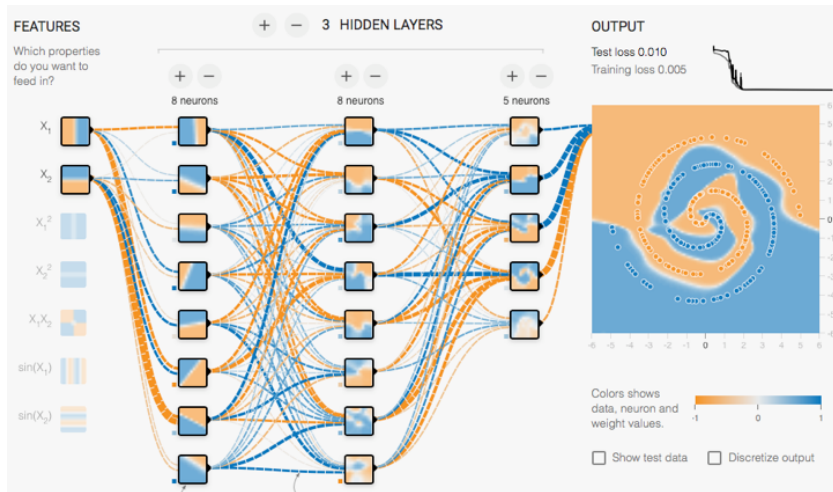 FEATURES
Which properties
do you want to
feed in?
X₁
X₂
X₁²
X₂²
X₁X₂
sin(X₁)
sin(X₂)
+ − 3 HIDDEN LAYERS
+ −
8 neurons
+ −
8 neurons
+ −
5 neurons
OUTPUT
Test loss 0.010
Training loss 0.005
6
5
4
3
2
1
0
-1
-2
-3
-4
-5
-6
-6 -5 -4 -3 -2 -1 0 1 2 3 4 5 6
Colors shows
data, neuron and
weight values.
-1 0 1
Show test data
Discretize output